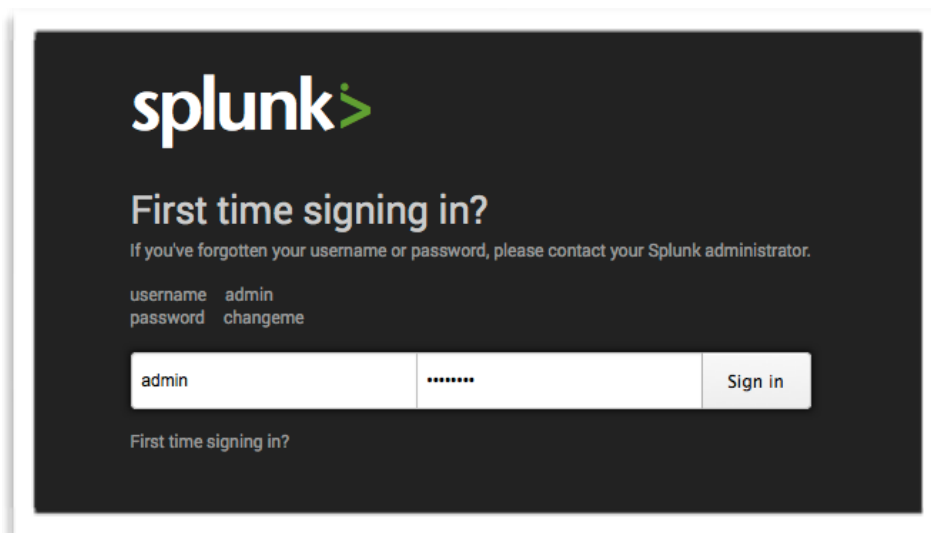 splunk>
First time signing in?
If you've forgotten your username or password, please contact your Splunk administrator.
username admin
password changeme
admin •••••••• Sign in
First time signing in?